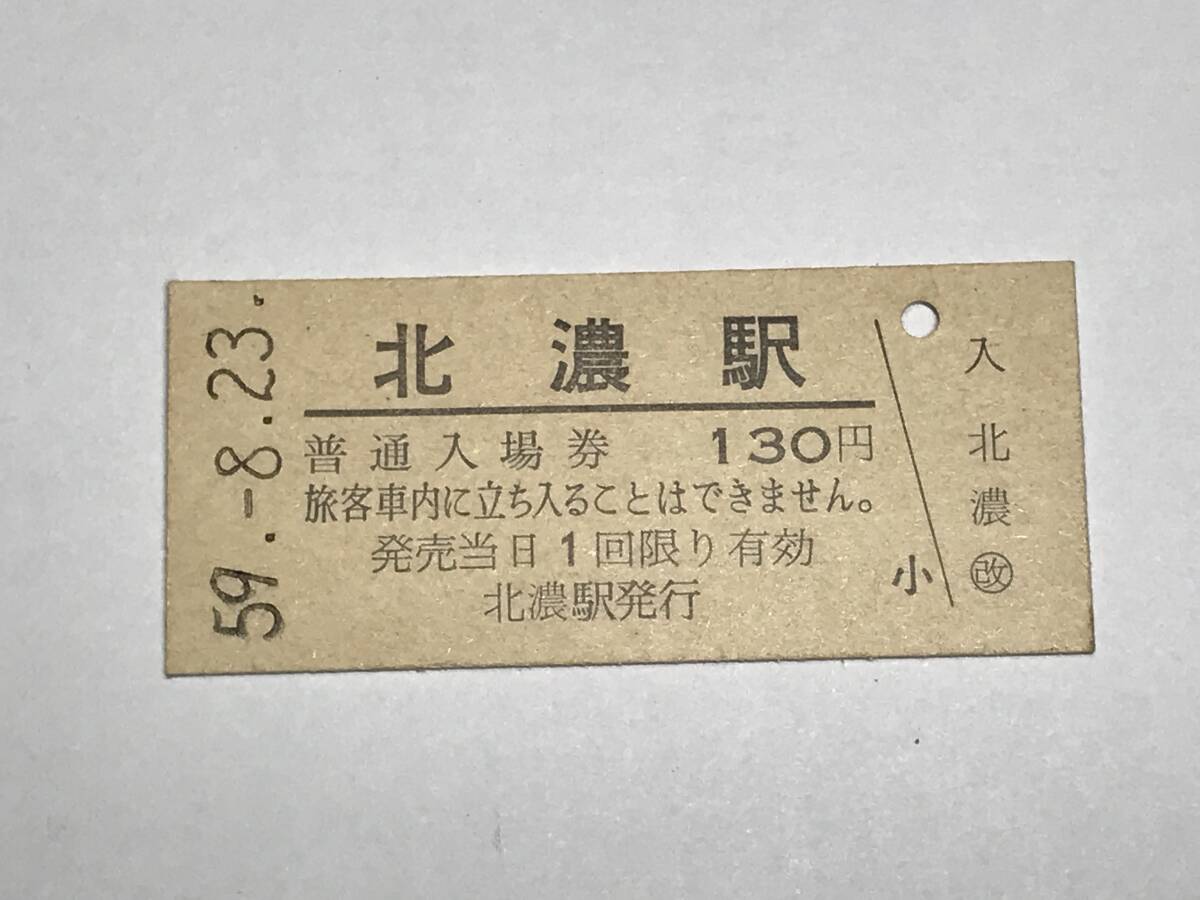 59.-8.23.
北濃駅
普通入場券 130円
旅客車内に立ち入ることはできません。
発売当日1回限り有効
北濃駅発行
小
入
北
濃
㋕改